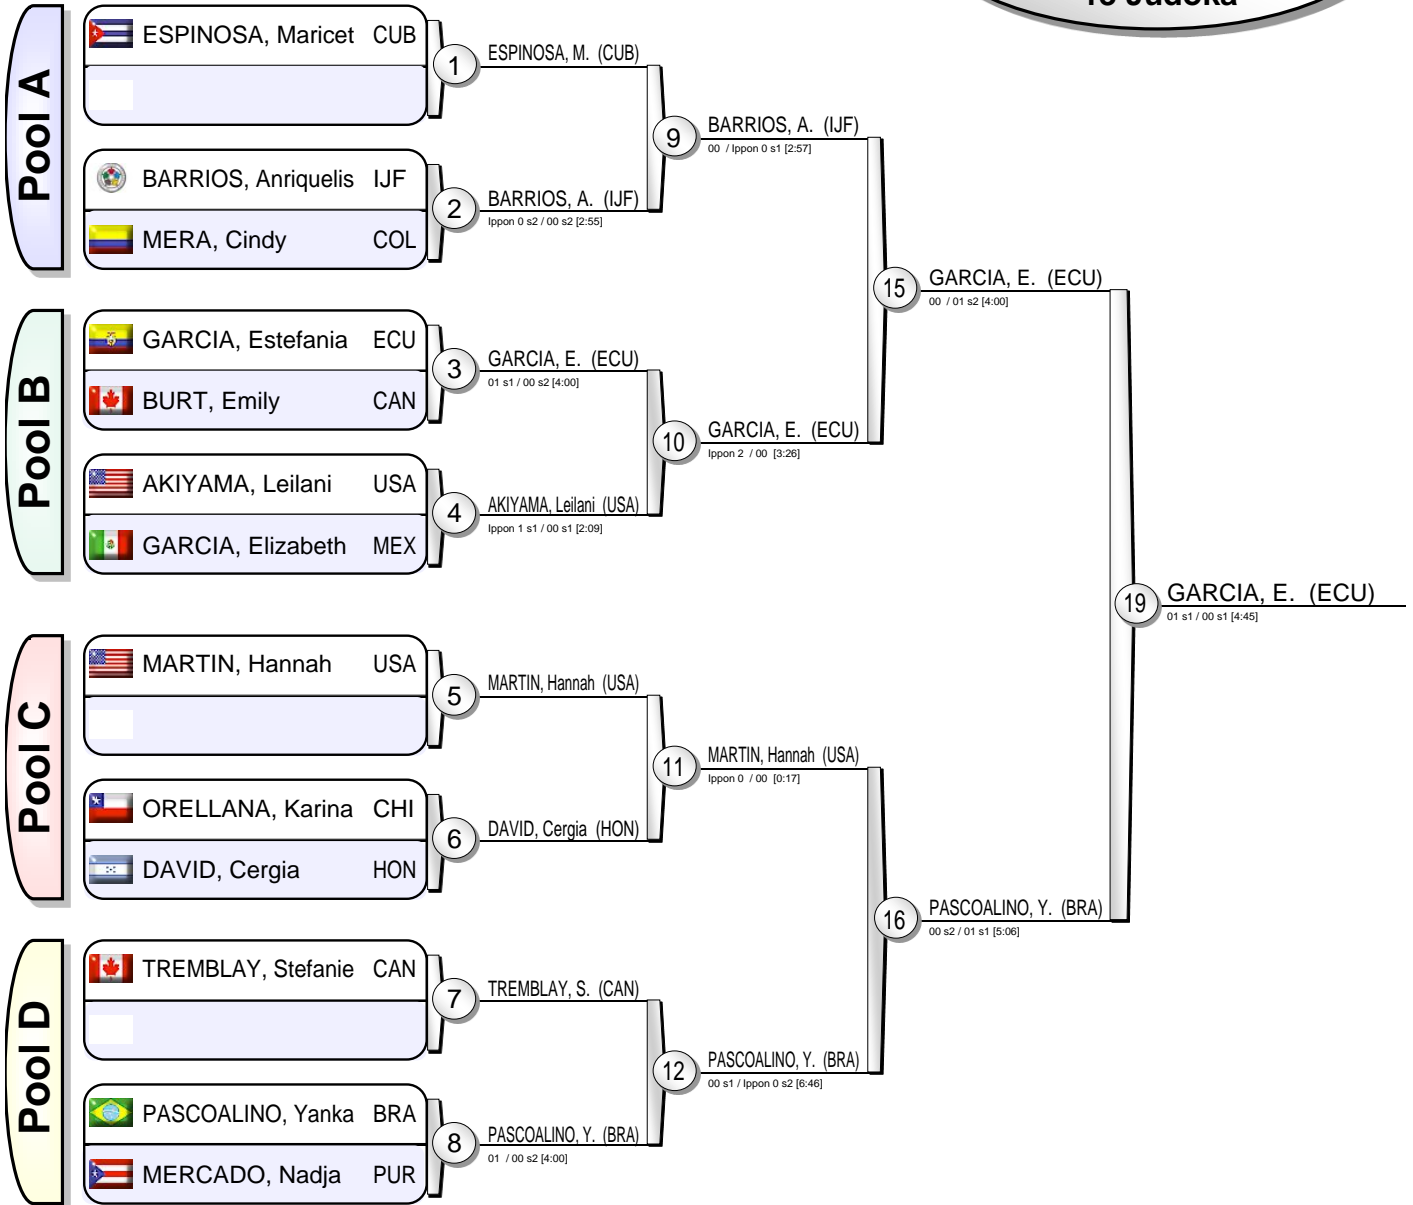 13 Judoka
Pool A
ESPINOSA, Maricet CUB
BARRIOS, Anriquelis IJF
MERA, Cindy COL
1
ESPINOSA, M. (CUB)
2
BARRIOS, A. (IJF)
Ippon 0 s2 / 00 s2 [2:55]
9
BARRIOS, A. (IJF)
00 / Ippon 0 s1 [2:57]
Pool B
GARCIA, Estefania ECU
BURT, Emily CAN
AKIYAMA, Leilani USA
GARCIA, Elizabeth MEX
3
GARCIA, E. (ECU)
01 s1 / 00 s2 [4:00]
4
AKIYAMA, Leilani (USA)
Ippon 1 s1 / 00 s1 [2:09]
10
GARCIA, E. (ECU)
Ippon 2 / 00 [3:26]
15
GARCIA, E. (ECU)
00 / 01 s2 [4:00]
Pool C
MARTIN, Hannah USA
ORELLANA, Karina CHI
DAVID, Cergia HON
5
MARTIN, Hannah (USA)
6
DAVID, Cergia (HON)
11
MARTIN, Hannah (USA)
Ippon 0 / 00 [0:17]
Pool D
TREMBLAY, Stefanie CAN
PASCOALINO, Yanka BRA
MERCADO, Nadja PUR
7
TREMBLAY, S. (CAN)
8
PASCOALINO, Y. (BRA)
01 / 00 s2 [4:00]
12
PASCOALINO, Y. (BRA)
00 s1 / Ippon 0 s2 [6:46]
16
PASCOALINO, Y. (BRA)
00 s2 / 01 s1 [5:06]
19
GARCIA, E. (ECU)
01 s1 / 00 s1 [4:45]